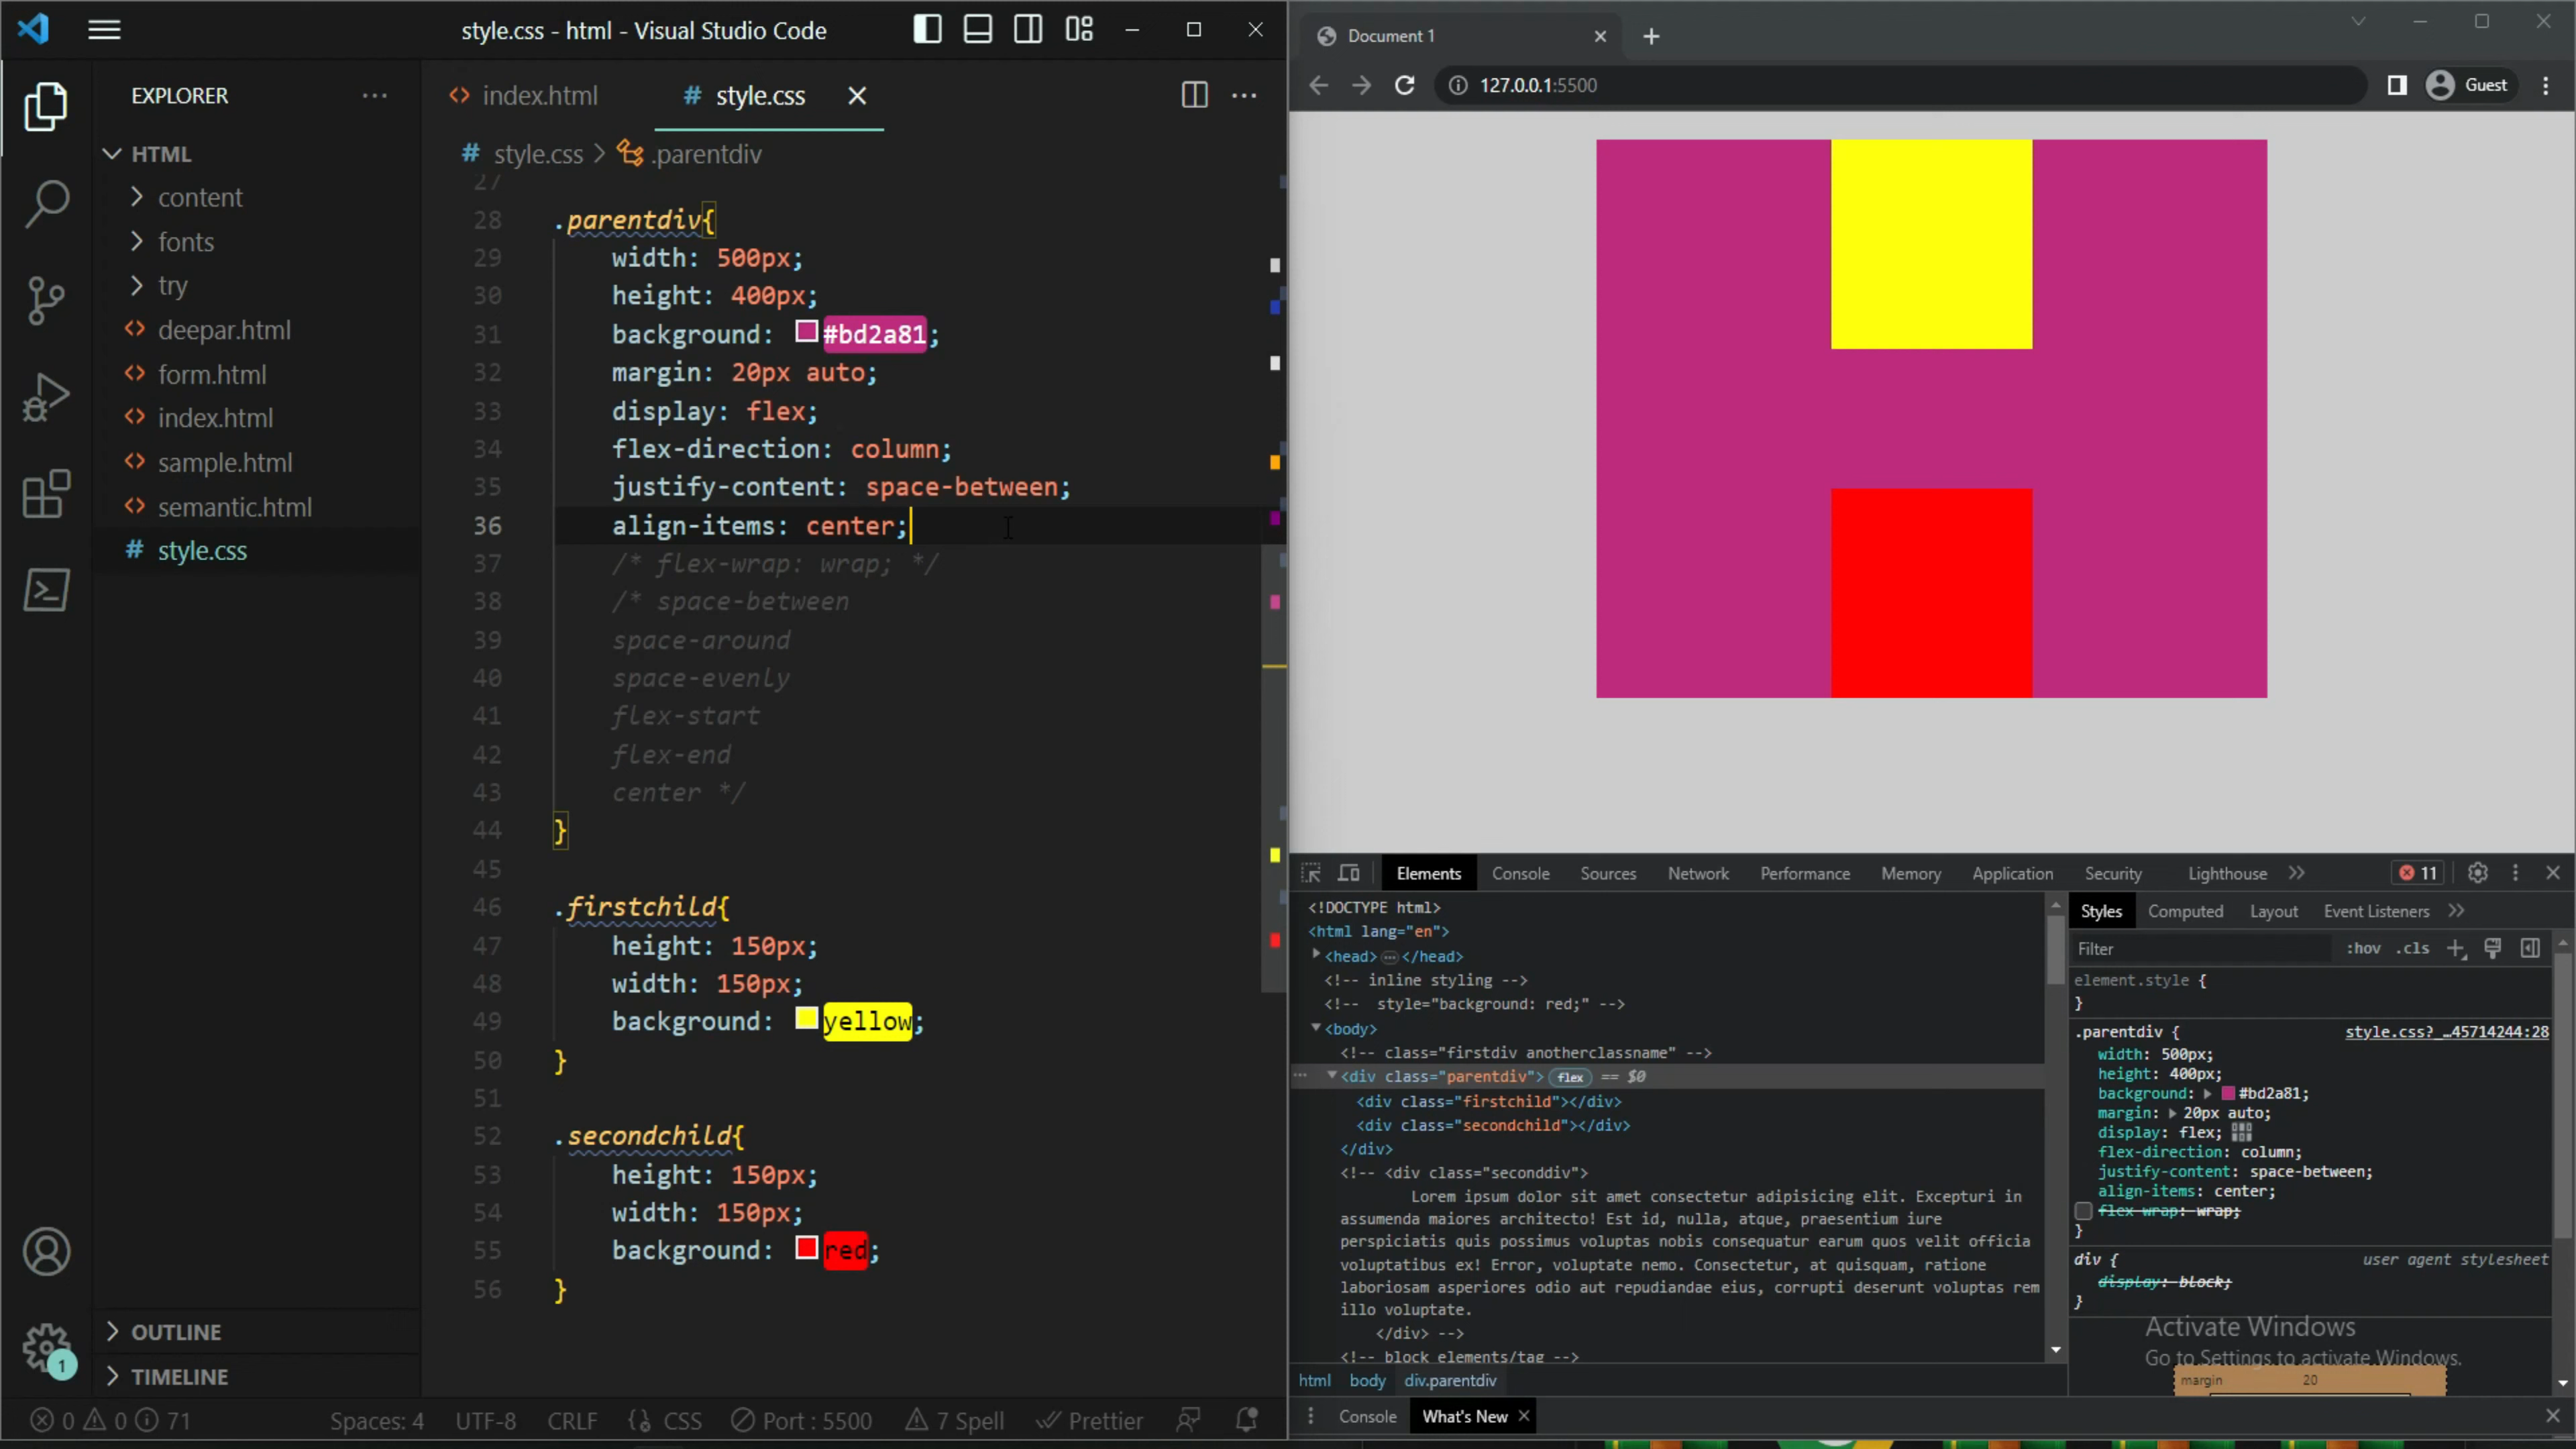 style.css - html - Visual Studio Code
EXPLORER
HTML
content
fonts
try
deepar.html
form.html
index.html
sample.html
semantic.html
style.css
OUTLINE
TIMELINE
index.html
style.css
style.css > .parentdiv
27
28 .parentdiv{
29 width: 500px;
30 height: 400px;
31 background: #bd2a81;
32 margin: 20px auto;
33 display: flex;
34 flex-direction: column;
35 justify-content: space-between;
36 align-items: center;
37 /* flex-wrap: wrap; */
38 /* space-between
39 space-around
40 space-evenly
41 flex-start
42 flex-end
43 center */
44 }
45
46 .firstchild{
47 height: 150px;
48 width: 150px;
49 background: yellow;
50 }
51
52 .secondchild{
53 height: 150px;
54 width: 150px;
55 background: red;
56 }
1
0 0 71 Spaces: 4 UTF-8 CRLF CSS Port : 5500 7 Spell Prettier
Document 1
127.0.0.1:5500
Guest
Elements Console Sources Network Performance Memory Application Security Lighthouse 11
<!DOCTYPE html>
<html lang="en">
<head> </head>
<!-- inline styling -->
<!-- style="background: red;" -->
<body>
<!-- class="firstdiv anotherclassname" -->
<div class="parentdiv"> flex == $0
<div class="firstchild"></div>
<div class="secondchild"></div>
</div>
<!-- <div class="seconddiv">
Lorem ipsum dolor sit amet consectetur adipisicing elit. Excepturi in
assumenda maiores architecto! Est id, nulla, atque, praesentium iure
perspiciatis quis possimus voluptas nobis consequatur earum quos velit officia
voluptatibus ex! Error, voluptate nemo. Consectetur, at quisquam, ratione
laboriosam asperiores odio aut repudiandae eius, corrupti deserunt voluptas rem
illo voluptate.
</div> -->
<!-- block elements/tag -->
html body div.parentdiv
Console What's New
Styles Computed Layout Event Listeners
Filter :hov .cls
element.style {
}
.parentdiv { style.css?_…45714244:28
width: 500px;
height: 400px;
background: #bd2a81;
margin: 20px auto;
display: flex;
flex-direction: column;
justify-content: space-between;
align-items: center;
flex-wrap: wrap;
}
div { user agent stylesheet
display: block;
}
Activate Windows
Go to Settings to activate Windows.
margin 20